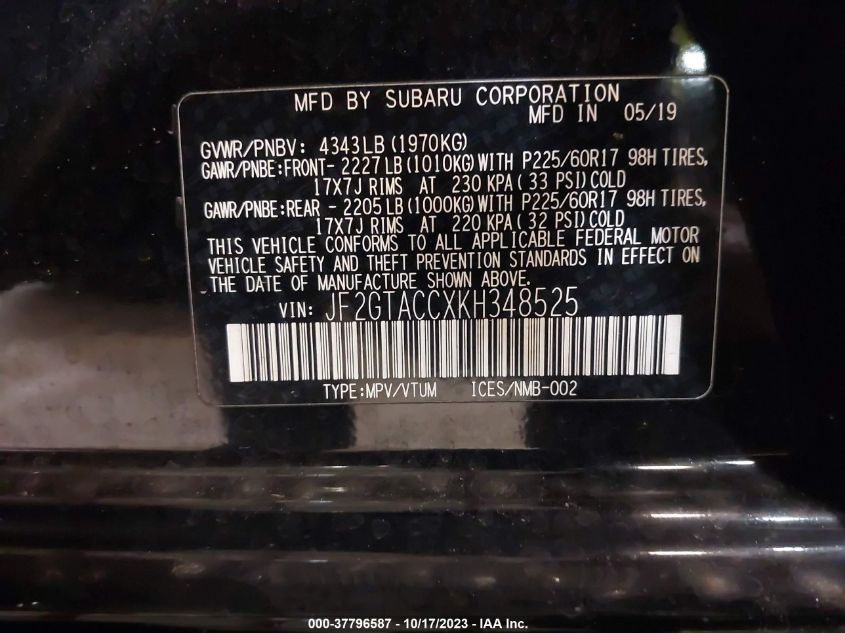 MFD BY SUBARU CORPORATION
MFD IN 05/19
GVWR/PNBV: 4343LB (1970KG)
GAWR/PNBE:FRONT- 2227LB (1010KG) WITH P225/60R17 98H TIRES,
17X7J RIMS AT 230 KPA ( 33 PSI) COLD
GAWR/PNBE:REAR - 2205LB (1000KG) WITH P225/60R17 98H TIRES,
17X7J RIMS AT 220 KPA ( 32 PSI) COLD
THIS VEHICLE CONFORMS TO ALL APPLICABLE FEDERAL MOTOR
VEHICLE SAFETY AND THEFT PREVENTION STANDARDS IN EFFECT ON
THE DATE OF MANUFACTURE SHOWN ABOVE.
VIN: JF2GTACCXKH348525
TYPE:MPV/VTUM ICES/NMB-002
000-37796587 - 10/17/2023 - IAA Inc.